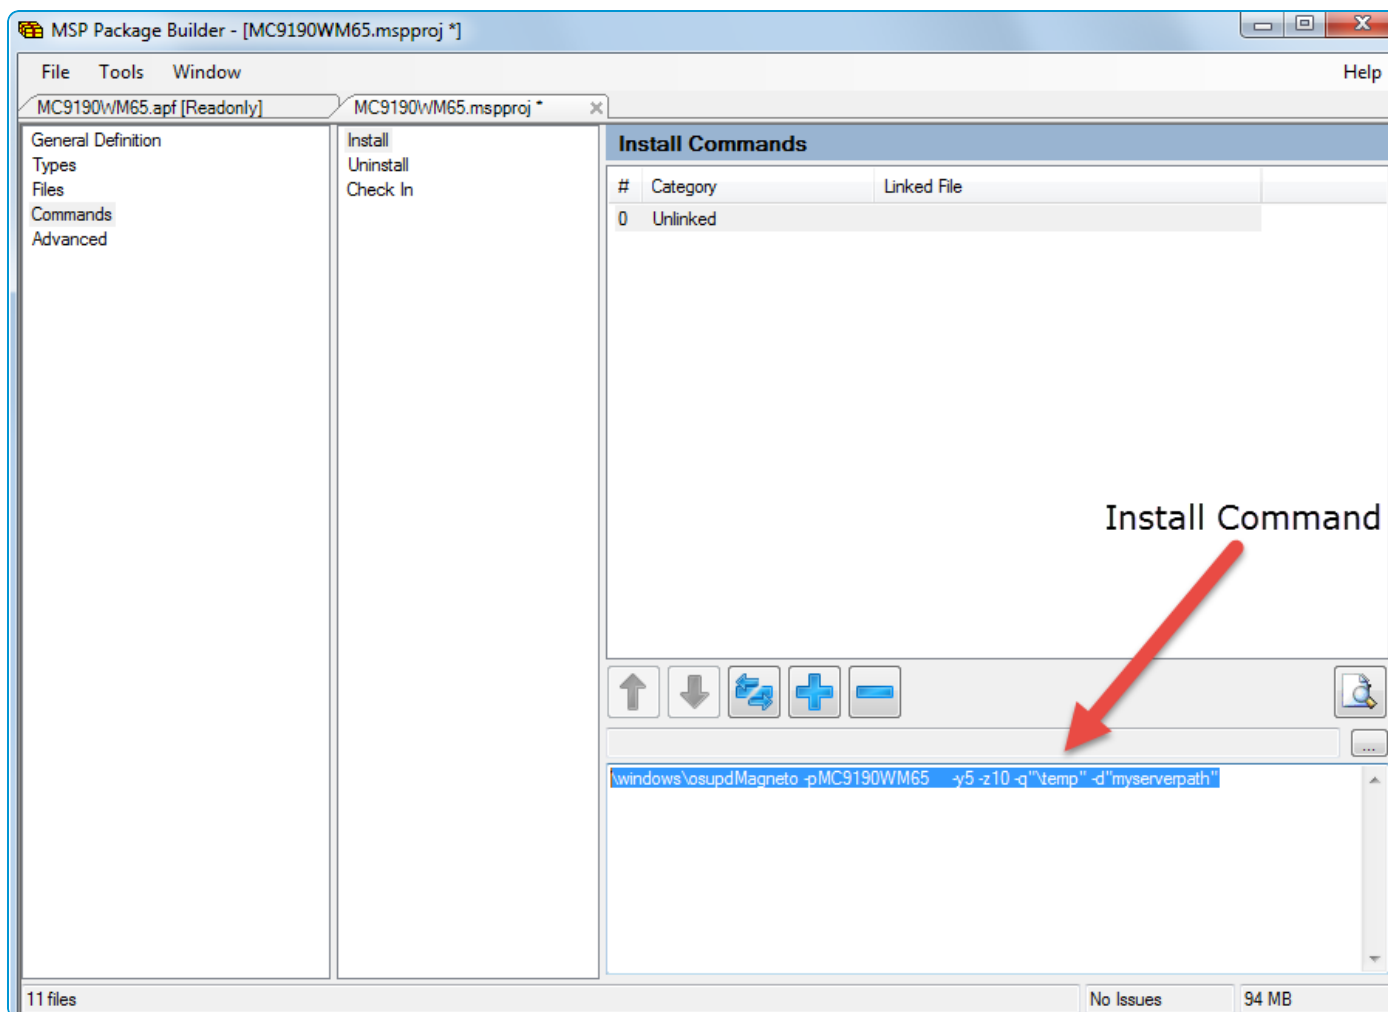 MSP Package Builder - [MC9190WM65.mspproj *]
File Tools Window Help
MC9190WM65.apf [Readonly] MC9190WM65.mspproj *
General Definition
Types
Files
Commands
Advanced
Install
Uninstall
Check In
Install Commands
# Category Linked File
0 Unlinked
Install Command
...
\windows\osupdMagneto -pMC9190WM65 -y5 -z10 -q"\temp" -d"myserverpath"
11 files No Issues 94 MB